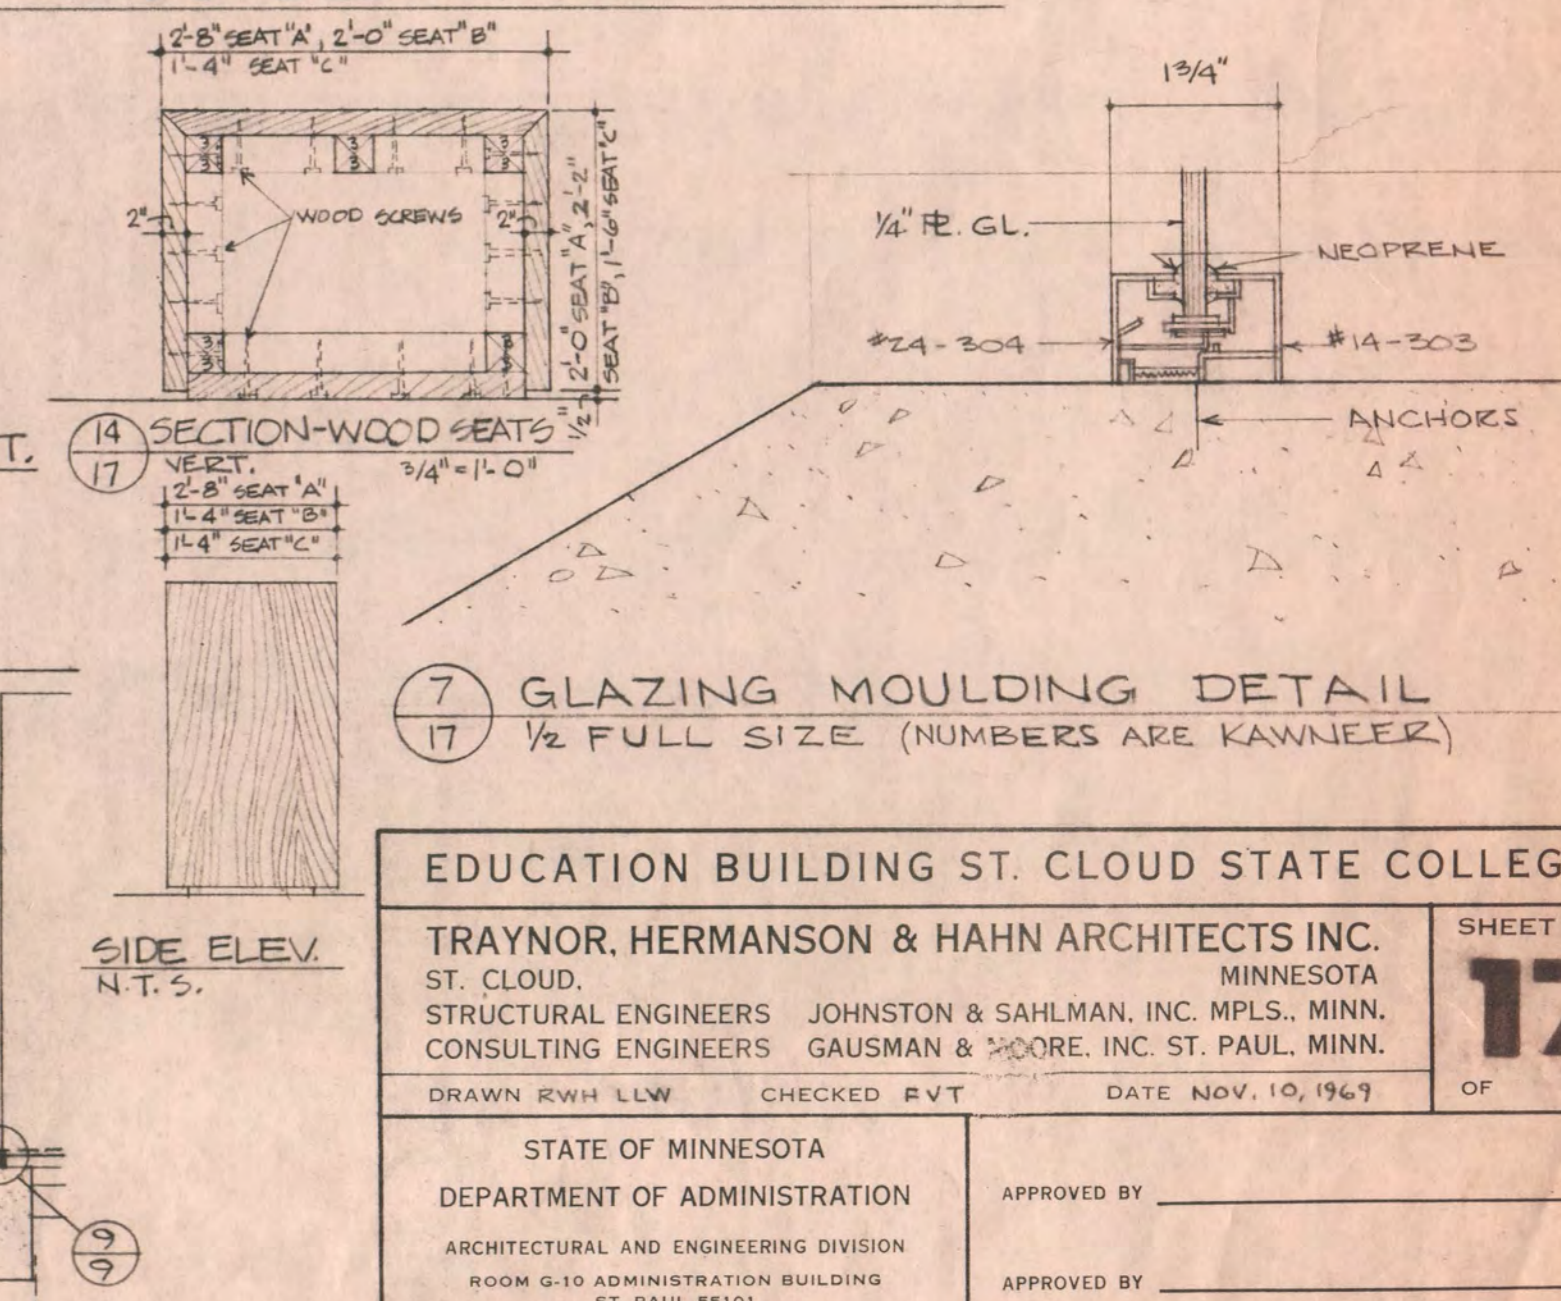 2'-8" SEAT "A", 2'-0" SEAT "B"
1'-4" SEAT "C"
2"
WOOD SCREWS
2"
2'-0" SEAT "A", 2'-2"
SEAT "B", 1'-6" SEAT "C"
1/2"
T.
14
17
SECTION-WOOD SEATS
VERT.
3/4" = 1'-0"
2'-8" SEAT "A"
1'-4" SEAT "B"
1'-4" SEAT "C"
SIDE ELEV.
N.T.S.
9
9
1 3/4"
1/4" PL. GL.
NEOPRENE
#24-304
#14-303
ANCHORS
7
17
GLAZING MOULDING DETAIL
1/2 FULL SIZE (NUMBERS ARE KAWNEER)
EDUCATION BUILDING ST. CLOUD STATE COLLEG
TRAYNOR, HERMANSON & HAHN ARCHITECTS INC.
ST. CLOUD, MINNESOTA
STRUCTURAL ENGINEERS JOHNSTON & SAHLMAN, INC. MPLS., MINN.
CONSULTING ENGINEERS GAUSMAN & MOORE, INC. ST. PAUL, MINN.
DRAWN RWH LLW CHECKED FVT DATE NOV. 10, 1969
SHEET
17
OF
STATE OF MINNESOTA
DEPARTMENT OF ADMINISTRATION
ARCHITECTURAL AND ENGINEERING DIVISION
ROOM G-10 ADMINISTRATION BUILDING
ST. PAUL 55101
APPROVED BY
APPROVED BY